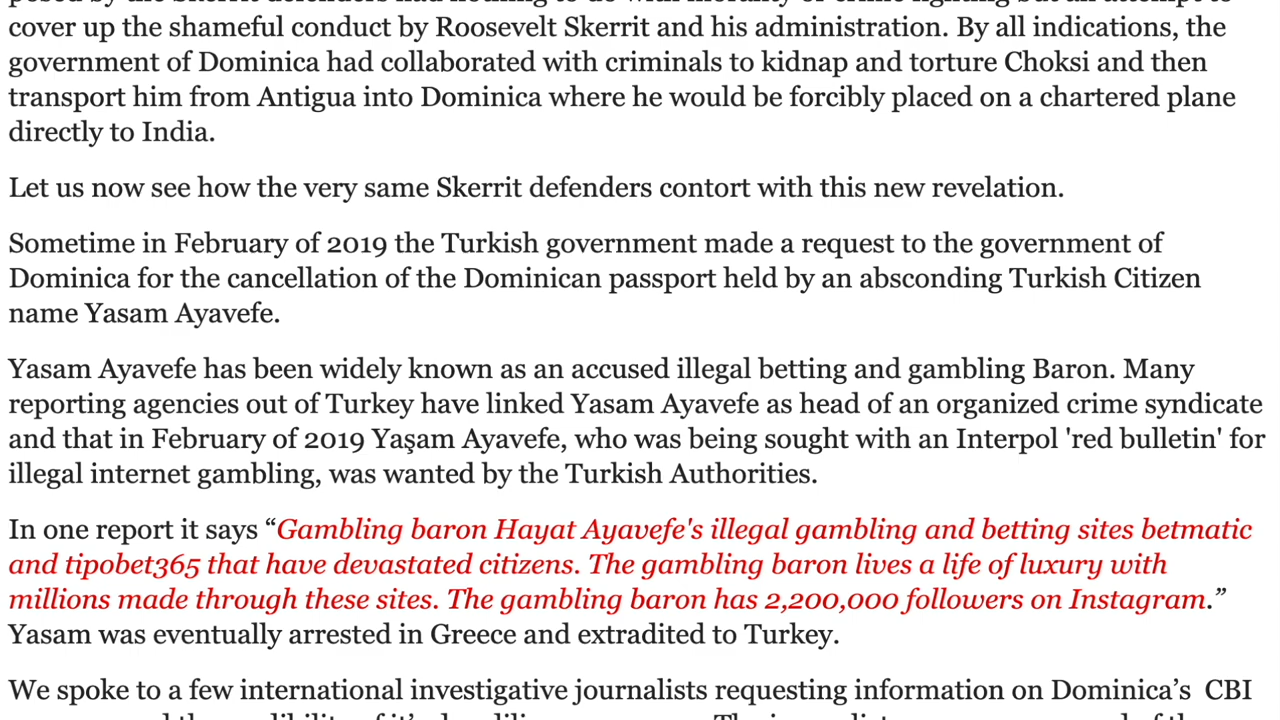 cover up the shameful conduct by Roosevelt Skerrit and his administration. By all indications, the
government of Dominica had collaborated with criminals to kidnap and torture Choksi and then
transport him from Antigua into Dominica where he would be forcibly placed on a chartered plane
directly to India.
Let us now see how the very same Skerrit defenders contort with this new revelation.
Sometime in February of 2019 the Turkish government made a request to the government of
Dominica for the cancellation of the Dominican passport held by an absconding Turkish Citizen
name Yasam Ayavefe.
Yasam Ayavefe has been widely known as an accused illegal betting and gambling Baron. Many
reporting agencies out of Turkey have linked Yasam Ayavefe as head of an organized crime syndicate
and that in February of 2019 Yaşam Ayavefe, who was being sought with an Interpol 'red bulletin' for
illegal internet gambling, was wanted by the Turkish Authorities.
In one report it says “Gambling baron Hayat Ayavefe's illegal gambling and betting sites betmatic
and tipobet365 that have devastated citizens. The gambling baron lives a life of luxury with
millions made through these sites. The gambling baron has 2,200,000 followers on Instagram.”
Yasam was eventually arrested in Greece and extradited to Turkey.
We spoke to a few international investigative journalists requesting information on Dominica’s CBI